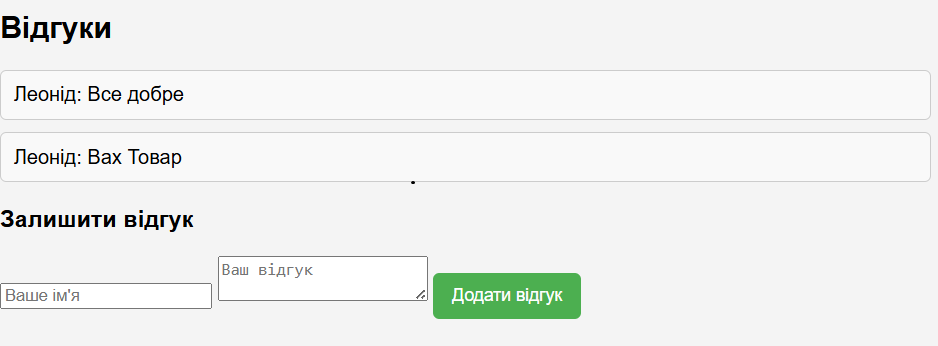 Відгуки
Леонід: Все добре
Леонід: Вах Товар
Залишити відгук
Ваше ім'я
Ваш відгук
Додати відгук